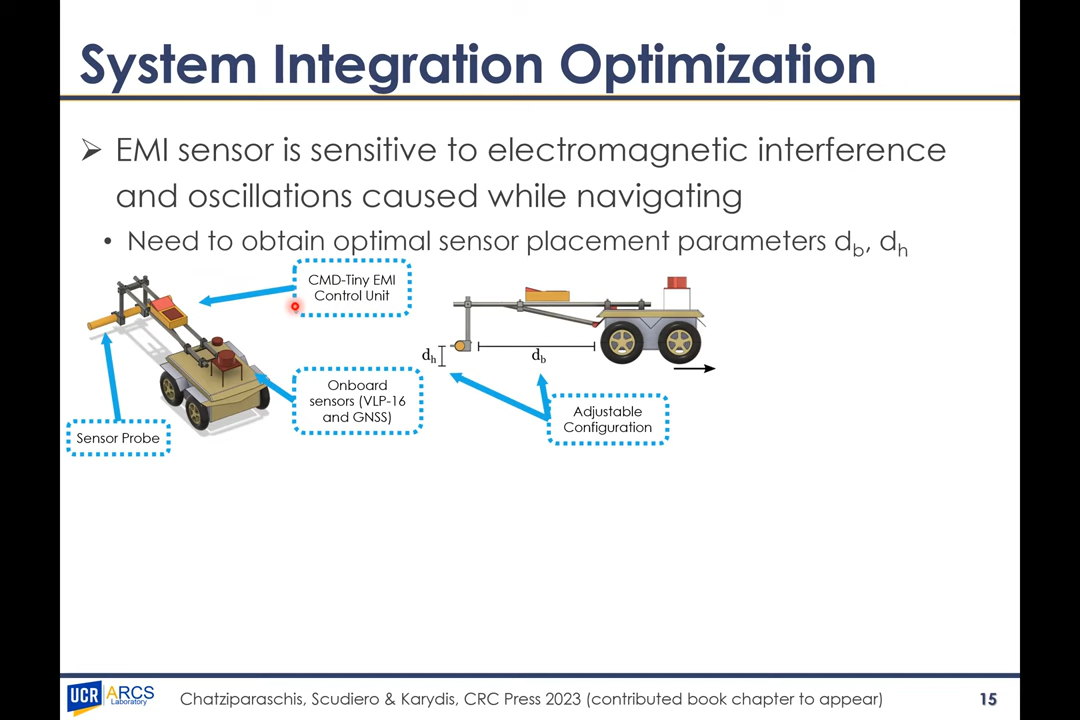 System Integration Optimization
➢ EMI sensor is sensitive to electromagnetic interference
and oscillations caused while navigating
• Need to obtain optimal sensor placement parameters d_b, d_h
CMD-Tiny EMI
Control Unit
Onboard
sensors (VLP-16
and GNSS)
Sensor Probe
d_h
d_b
Adjustable
Configuration
UCR ARCS
Laboratory
Chatziparaschis, Scudiero & Karydis, CRC Press 2023 (contributed book chapter to appear)
15